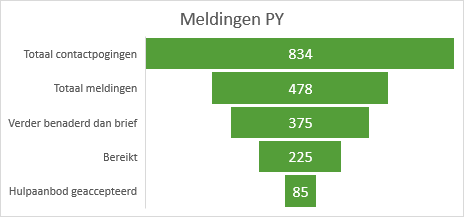 Meldingen PY
Totaal contactpogingen 834
Totaal meldingen 478
Verder benaderd dan brief 375
Bereikt 225
Hulpaanbod geaccepteerd 85